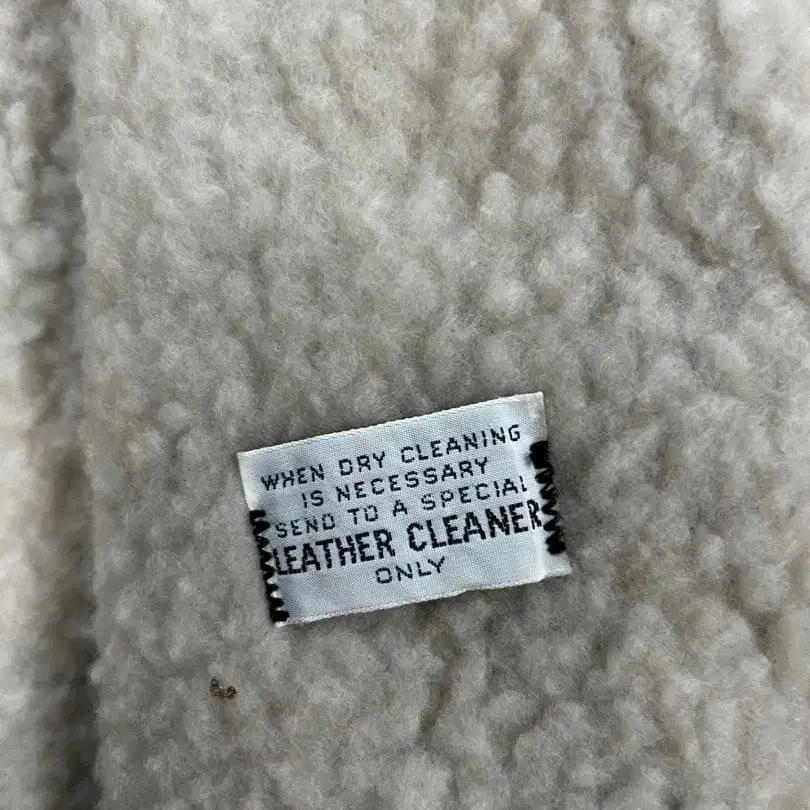 WHEN DRY CLEANING
IS NECESSARY
SEND TO A SPECIAL
LEATHER CLEANER
ONLY